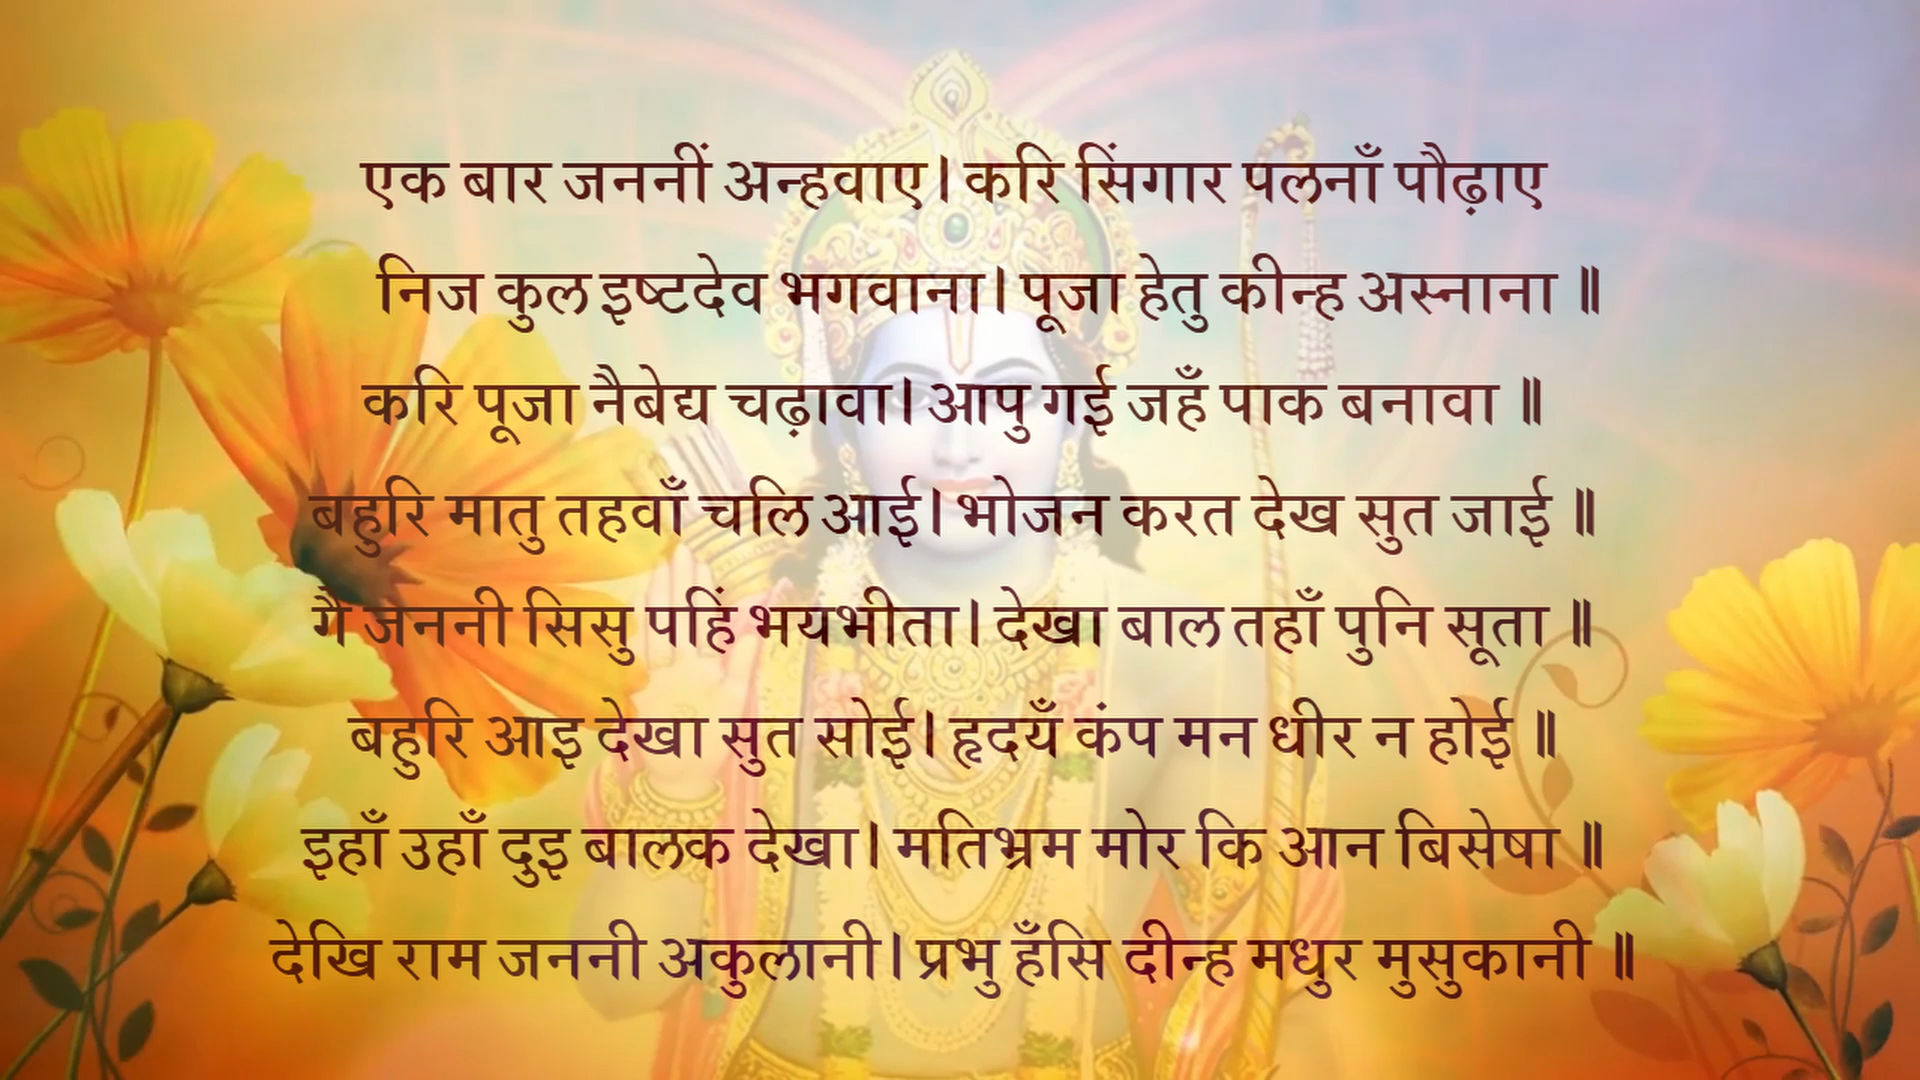 एक बार जननीं अन्हवाए। करि सिंगार पलनाँ पौढ़ाए
निज कुल इष्टदेव भगवाना। पूजा हेतु कीन्ह अस्नाना ॥
करि पूजा नैबेद्य चढ़ावा। आपु गई जहँ पाक बनावा ॥
बहुरि मातु तहवाँ चलि आई। भोजन करत देख सुत जाई ॥
गै जननी सिसु पहिं भयभीता। देखा बाल तहाँ पुनि सूता ॥
बहुरि आइ देखा सुत सोई। हृदयँ कंप मन धीर न होई ॥
इहाँ उहाँ दुइ बालक देखा। मतिभ्रम मोर कि आन बिसेषा ॥
देखि राम जननी अकुलानी। प्रभु हँसि दीन्ह मधुर मुसुकानी ॥